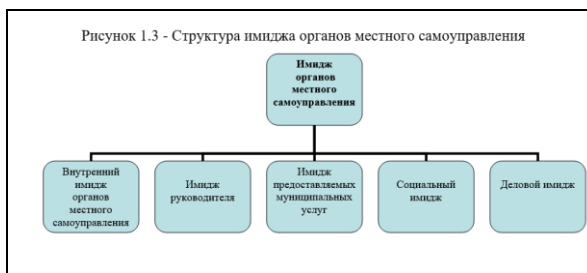 Рисунок 1.3 - Структура имиджа органов местного самоуправления
Имидж
органов
местного
самоуправления
Внутренний
имидж
органов
местного
самоуправления
Имидж
руководителя
Имидж
предоставляемых
муниципальных
услуг
Социальный
имидж
Деловой имидж